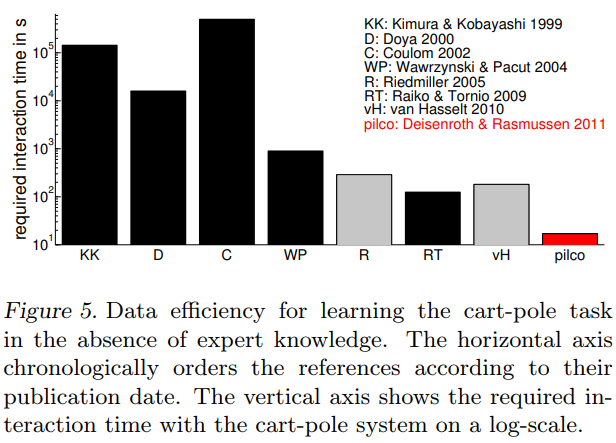 required interaction time in s
10^5
10^4
10^3
10^2
10^1
KK D C WP R RT vH pilco
KK: Kimura & Kobayashi 1999
D: Doya 2000
C: Coulom 2002
WP: Wawrzynski & Pacut 2004
R: Riedmiller 2005
RT: Raiko & Tornio 2009
vH: van Hasselt 2010
pilco: Deisenroth & Rasmussen 2011
Figure 5. Data efficiency for learning the cart-pole task
in the absence of expert knowledge. The horizontal axis
chronologically orders the references according to their
publication date. The vertical axis shows the required in-
teraction time with the cart-pole system on a log-scale.